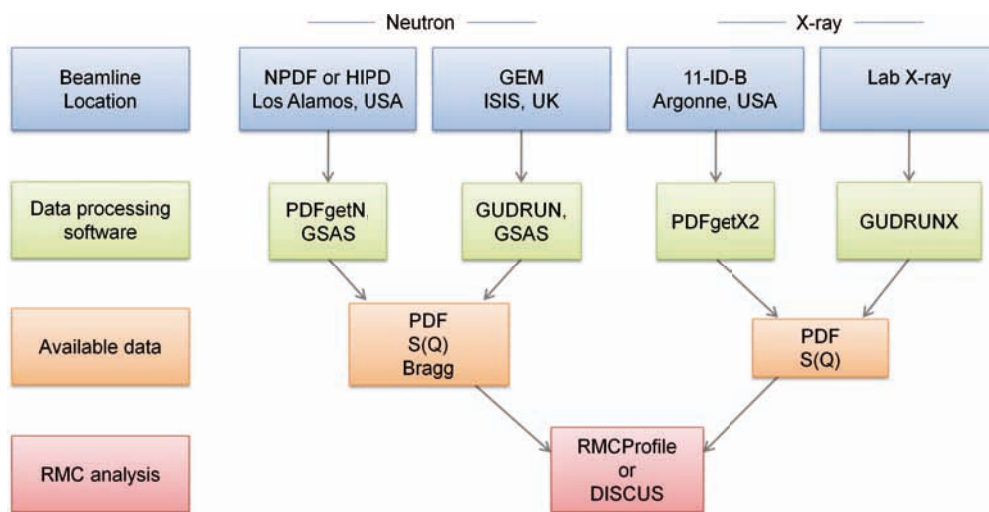 Neutron
X-ray
Beamline
Location
NPDF or HIPD
Los Alamos, USA
GEM
ISIS, UK
11-ID-B
Argonne, USA
Lab X-ray
Data processing
software
PDFgetN,
GSAS
GUDRUN,
GSAS
PDFgetX2
GUDRUNX
Available data
PDF
S(Q)
Bragg
PDF
S(Q)
RMC analysis
RMCProfile
or
DISCUS